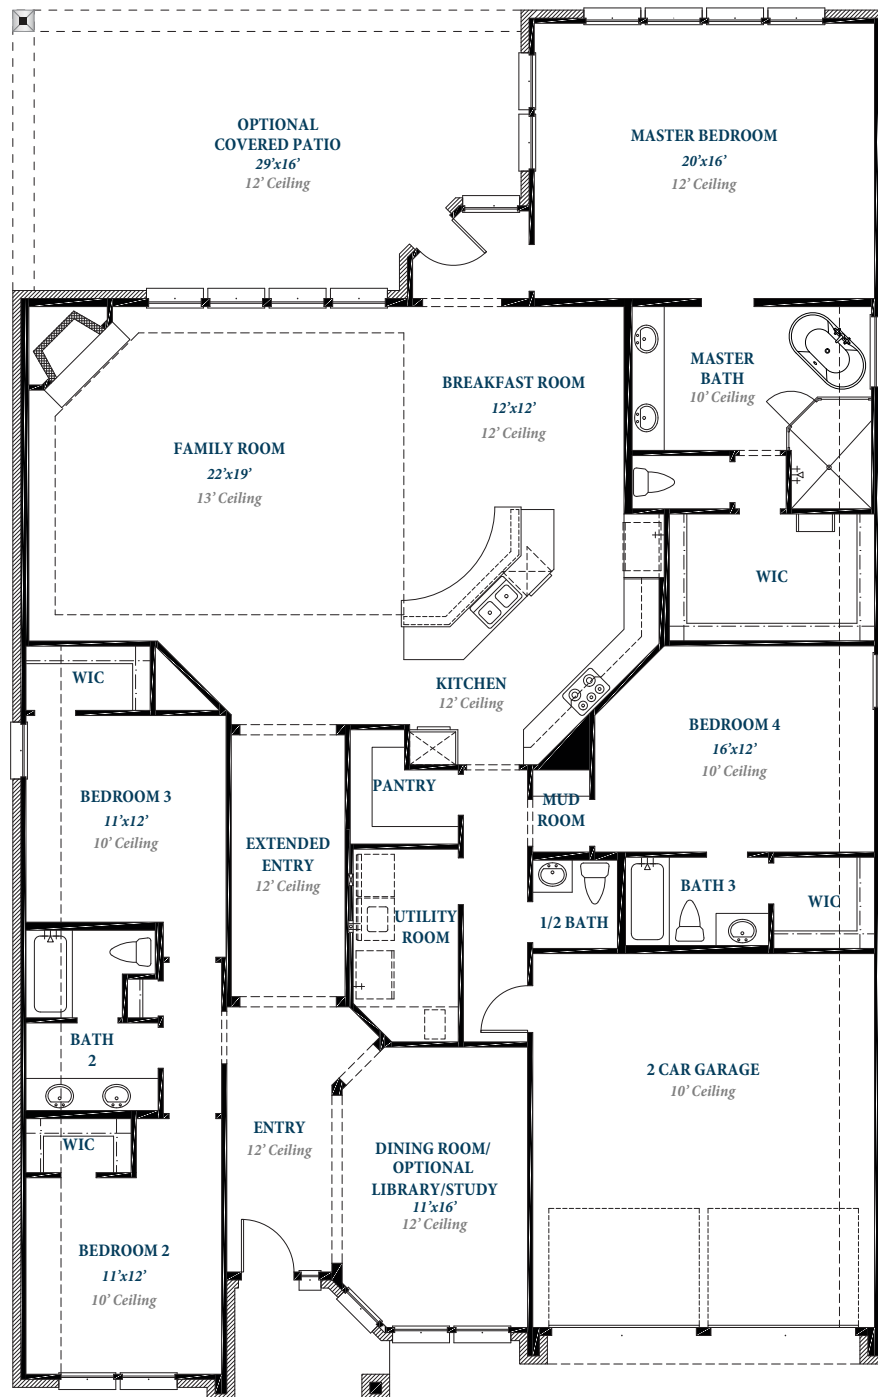 OPTIONAL
COVERED PATIO
29'x16'
12' Ceiling
MASTER BEDROOM
20'x16'
12' Ceiling
MASTER
BATH
10' Ceiling
BREAKFAST ROOM
12'x12'
12' Ceiling
FAMILY ROOM
22'x19'
13' Ceiling
WIC
WIC
KITCHEN
12' Ceiling
BEDROOM 4
16'x12'
10' Ceiling
PANTRY
MUD
ROOM
BEDROOM 3
11'x12'
10' Ceiling
EXTENDED
ENTRY
12' Ceiling
UTILITY
ROOM
1/2 BATH
BATH 3
WIC
BATH
2
2 CAR GARAGE
10' Ceiling
ENTRY
12' Ceiling
WIC
DINING ROOM/
OPTIONAL
LIBRARY/STUDY
11'x16'
12' Ceiling
BEDROOM 2
11'x12'
10' Ceiling